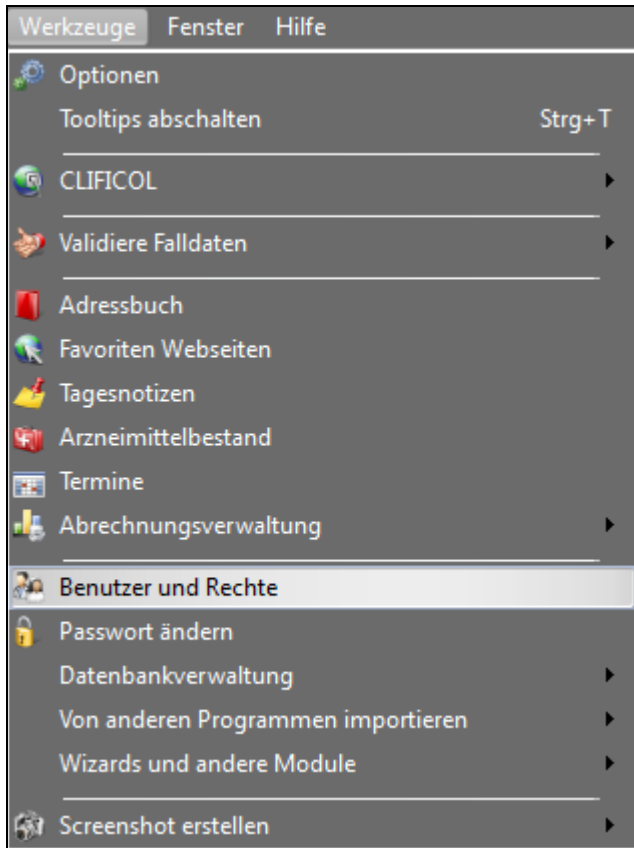 Werkzeuge Fenster Hilfe
Optionen
Tooltips abschalten Strg+T
CLIFICOL
Validiere Falldaten
Adressbuch
Favoriten Webseiten
Tagesnotizen
Arzneimittelbestand
Termine
Abrechnungsverwaltung
Benutzer und Rechte
Passwort ändern
Datenbankverwaltung
Von anderen Programmen importieren
Wizards und andere Module
Screenshot erstellen